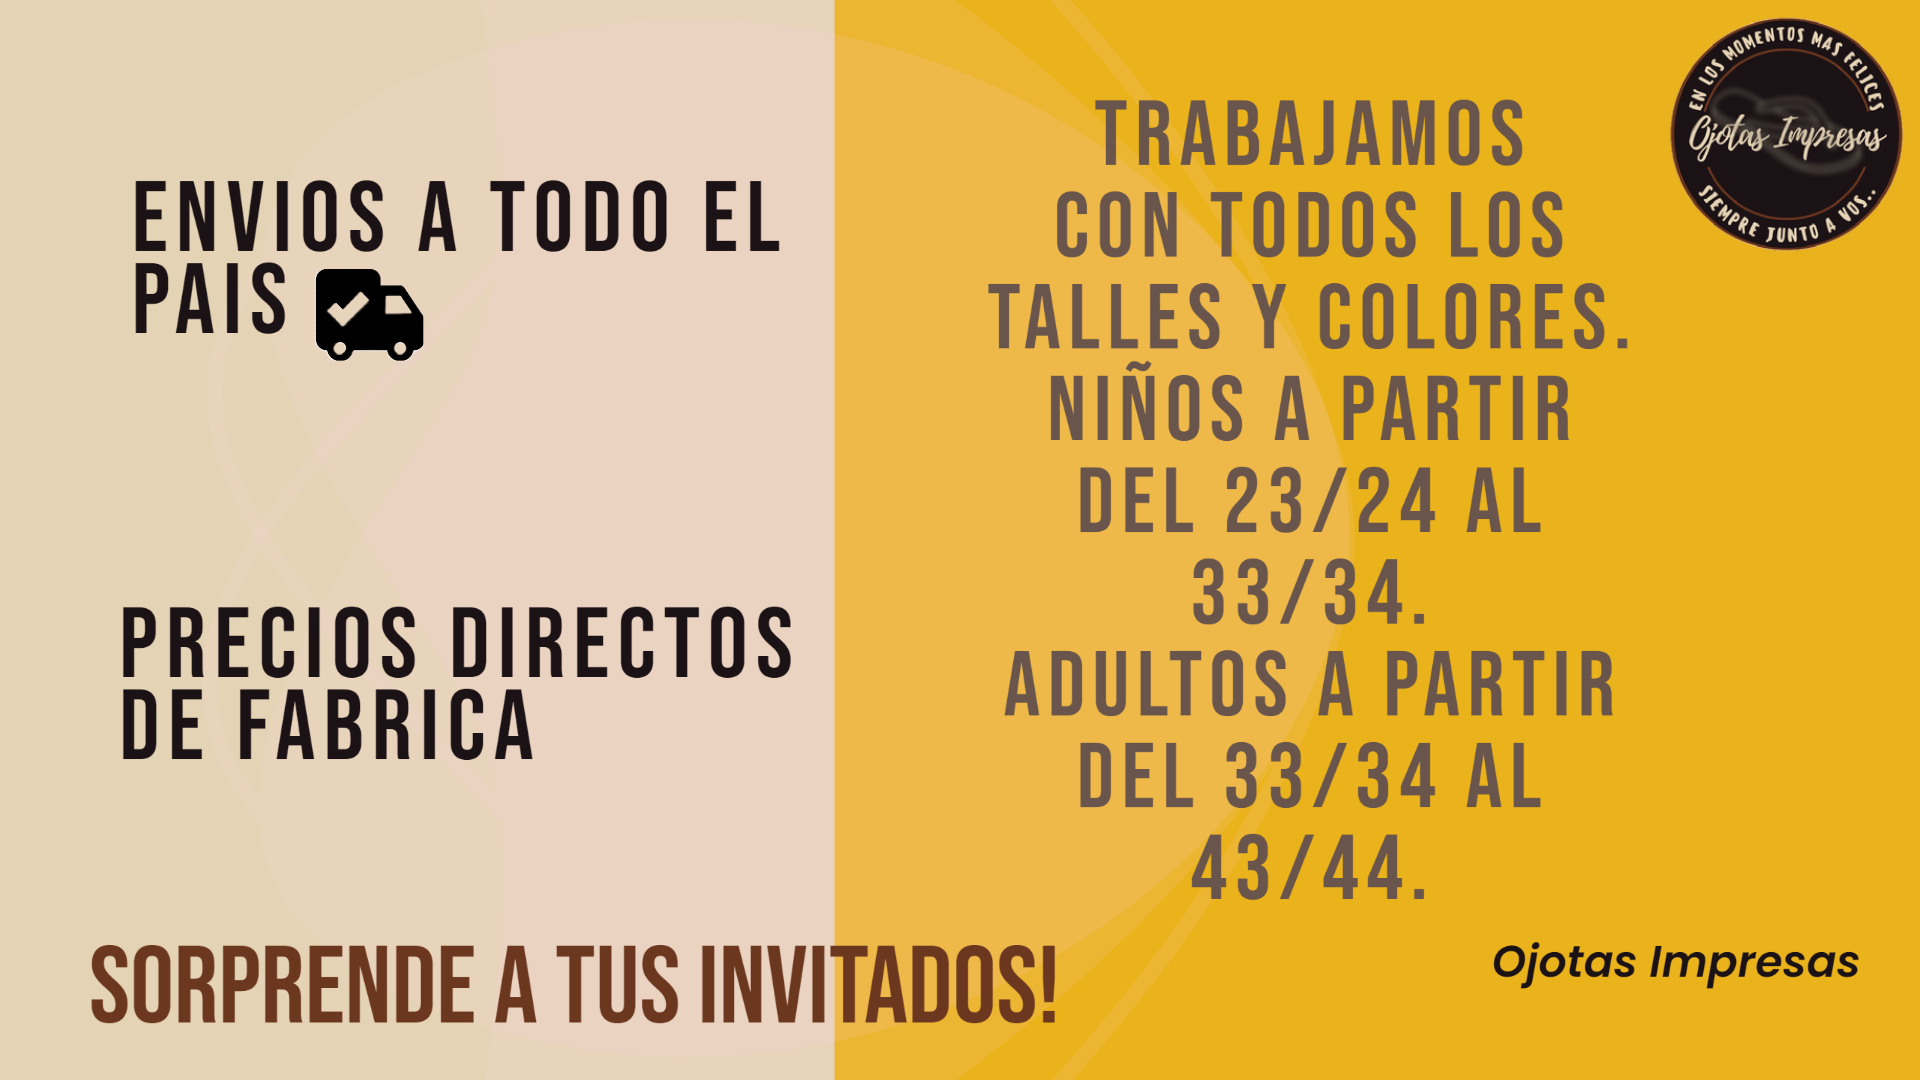 ENVIOS A TODO EL
PAIS
PRECIOS DIRECTOS
DE FABRICA
SORPRENDE A TUS INVITADOS!
TRABAJAMOS
CON TODOS LOS
TALLES Y COLORES.
NIÑOS A PARTIR
DEL 23/24 AL
33/34.
ADULTOS A PARTIR
DEL 33/34 AL
43/44.
EN LOS MOMENTOS MAS FELICES
Ojotas Impresas
SIEMPRE JUNTO A VOS..
Ojotas Impresas